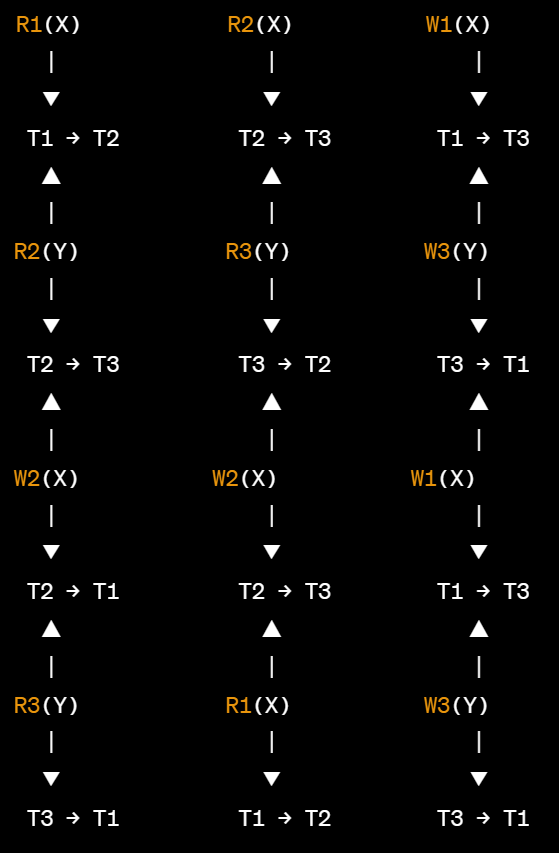 R1(X) R2(X) W1(X)
| | |
▼ ▼ ▼
T1 → T2 T2 → T3 T1 → T3
▲ ▲ ▲
| | |
R2(Y) R3(Y) W3(Y)
| | |
▼ ▼ ▼
T2 → T3 T3 → T2 T3 → T1
▲ ▲ ▲
| | |
W2(X) W2(X) W1(X)
| | |
▼ ▼ ▼
T2 → T1 T2 → T3 T1 → T3
▲ ▲ ▲
| | |
R3(Y) R1(X) W3(Y)
| | |
▼ ▼ ▼
T3 → T1 T1 → T2 T3 → T1